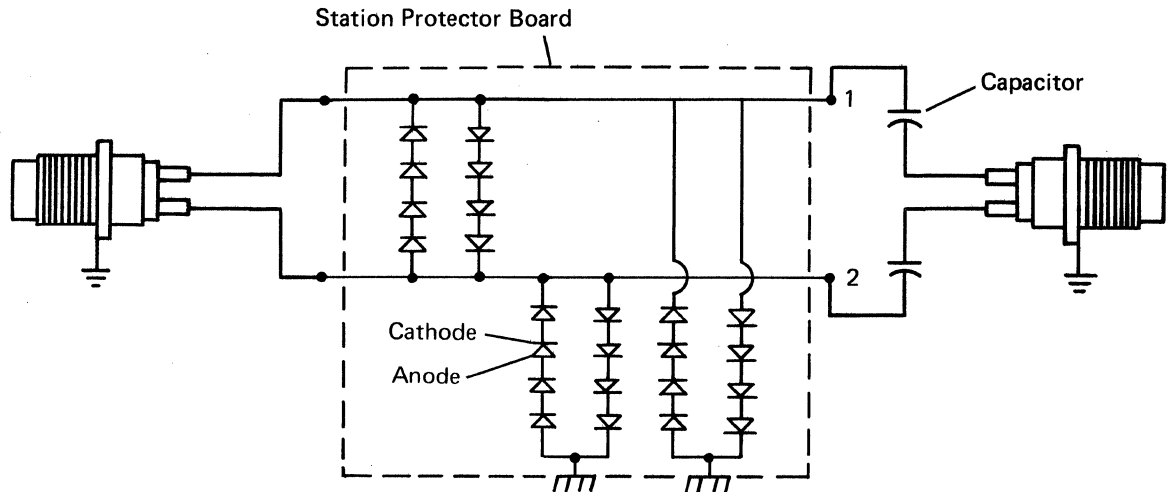 Station Protector Board
1
Capacitor
2
Cathode
Anode